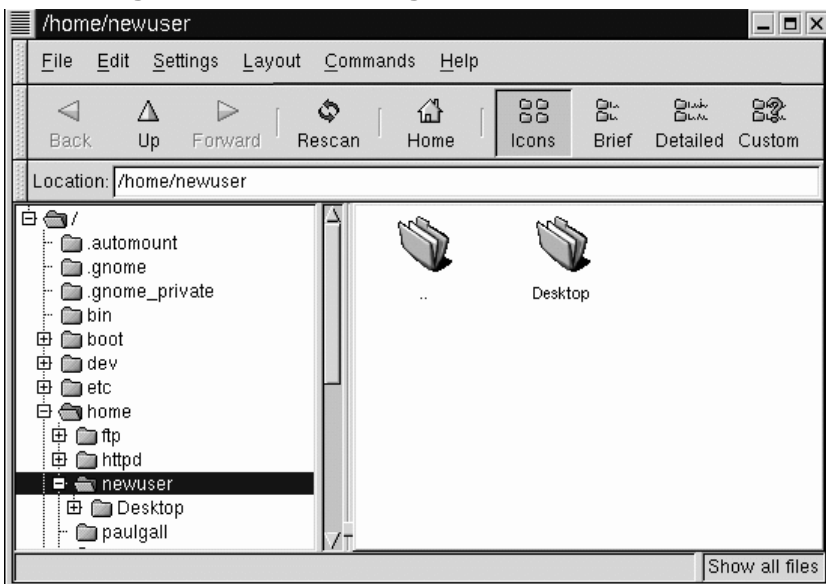 /home/newuser
File Edit Settings Layout Commands Help
Back Up Forward Rescan Home Icons Brief Detailed Custom
Location: /home/newuser
/
.automount
.gnome
.gnome_private
bin
boot
dev
etc
home
ftp
httpd
newuser
Desktop
paulgall
..
Desktop
Show all files